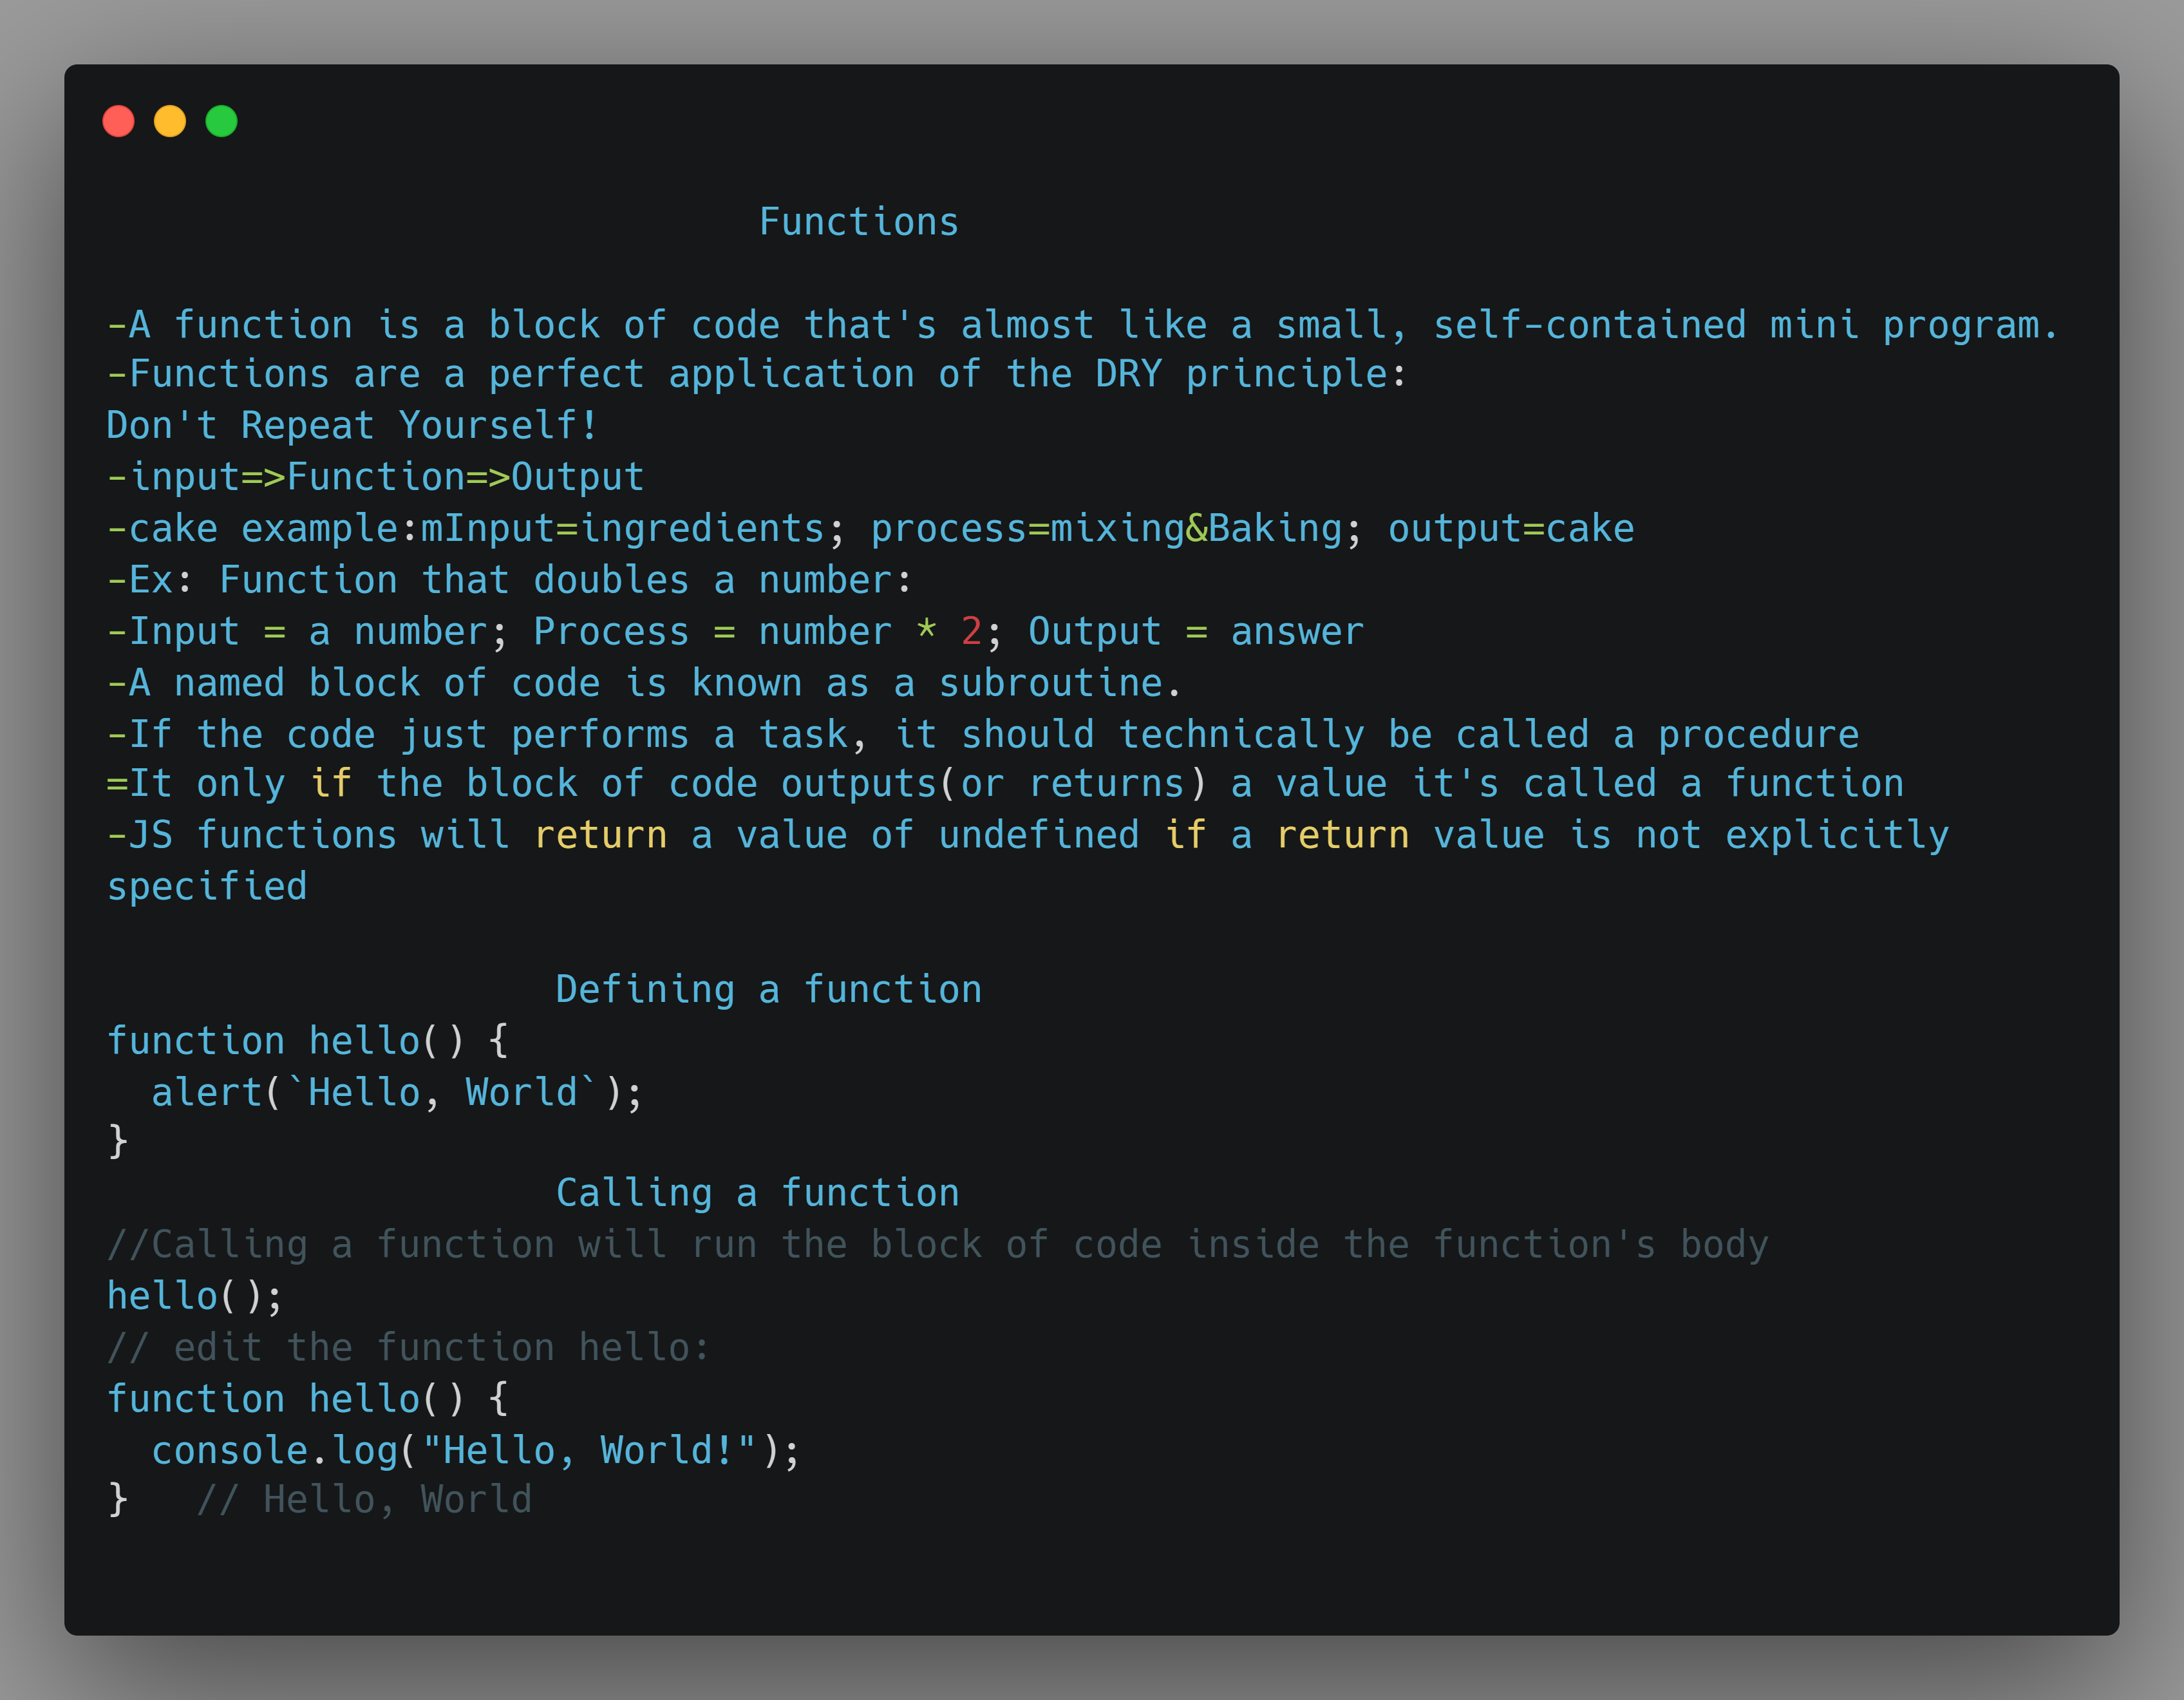 Functions
-A function is a block of code that's almost like a small, self-contained mini program.
-Functions are a perfect application of the DRY principle:
Don't Repeat Yourself!
-input=>Function=>Output
-cake example:mInput=ingredients; process=mixing&Baking; output=cake
-Ex: Function that doubles a number:
-Input = a number; Process = number * 2; Output = answer
-A named block of code is known as a subroutine.
-If the code just performs a task, it should technically be called a procedure
=It only if the block of code outputs(or returns) a value it's called a function
-JS functions will return a value of undefined if a return value is not explicitly
specified
Defining a function
function hello() {
  alert(`Hello, World`);
}
Calling a function
//Calling a function will run the block of code inside the function's body
hello();
// edit the function hello:
function hello() {
  console.log("Hello, World!");
}   // Hello, World